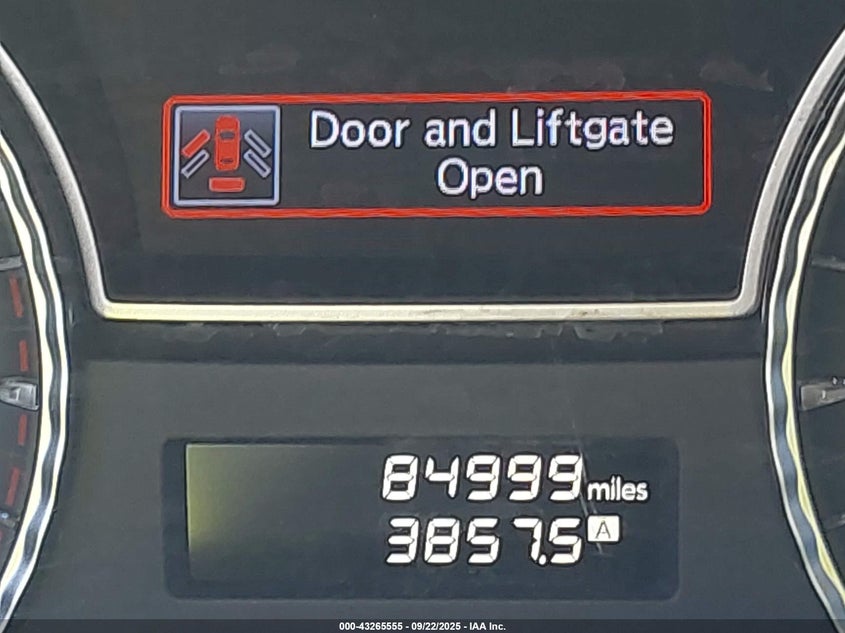 Door and Liftgate
Open
84999 miles
3857.5 A
000-43265555 - 09/22/2025 - IAA Inc.